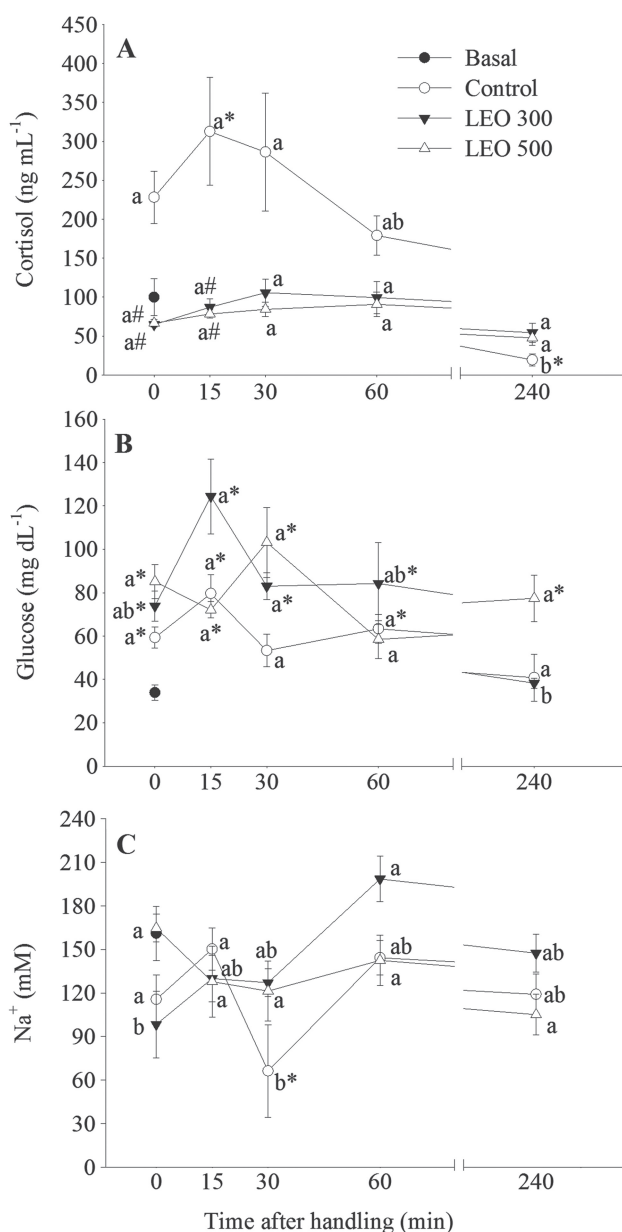 A
Basal
Control
LEO 300
LEO 500
Cortisol (ng mL⁻¹)
450
400
350
300
250
200
150
100
50
0
a
a*
a
ab
a#
a#
a
a
a#
a#
a
a
a
a
b*
0 15 30 60 240
B
Glucose (mg dL⁻¹)
160
140
120
100
80
60
40
20
0
a*
a*
a*
a*
ab*
a*
a*
a*
ab*
a*
a
a
a*
a
b
0 15 30 60 240
C
Na⁺ (mM)
240
210
180
150
120
90
60
30
0
a
a
b
a
ab
a
ab
a
b*
a
ab
a
ab
ab
a
0 15 30 60 240
Time after handling (min)